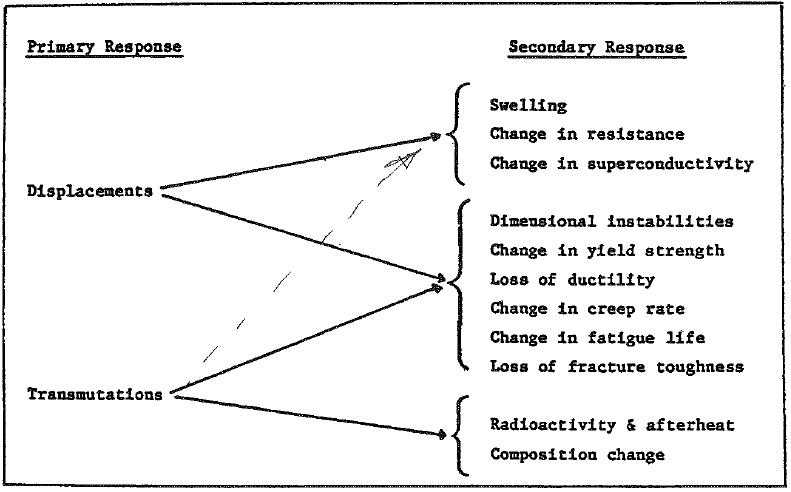 Primary Response
Secondary Response
Swelling
Change in resistance
Change in superconductivity
Displacements
Dimensional instabilities
Change in yield strength
Loss of ductility
Change in creep rate
Change in fatigue life
Loss of fracture toughness
Transmutations
Radioactivity & afterheat
Composition change